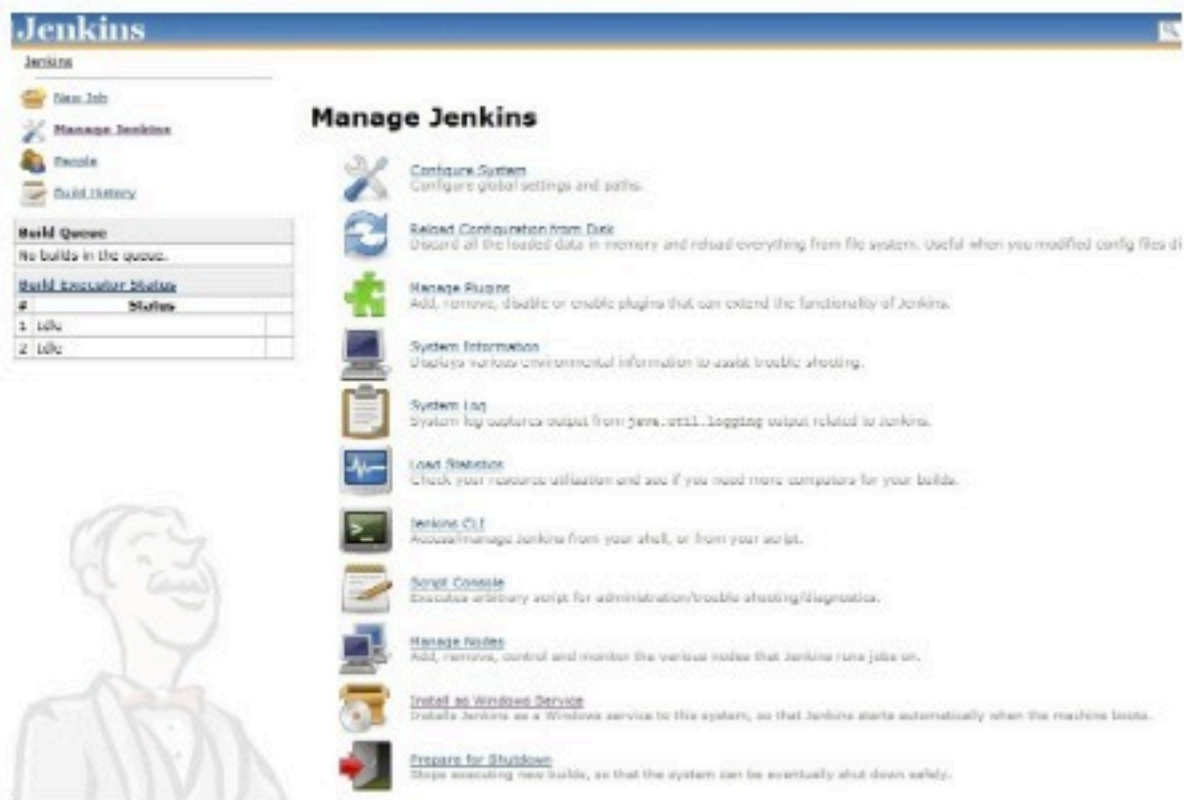 Jenkins
Jenkins
New Job
Manage Jenkins
People
Build History
Build Queue
No builds in the queue.
Build Executor Status
# Status
1 Idle
2 Idle
Manage Jenkins
Configure System
Configure global settings and paths.
Reload Configuration from Disk
Discard all the loaded data in memory and reload everything from file system. Useful when you modified config files di
Manage Plugins
Add, remove, disable or enable plugins that can extend the functionality of Jenkins.
System Information
Displays various environmental information to assist trouble-shooting.
System Log
System log captures output from java.util.logging output related to Jenkins.
Load Statistics
Check your resource utilization and see if you need more computers for your builds.
Jenkins CLI
Access/manage Jenkins from your shell, or from your script.
Script Console
Executes arbitrary script for administration/trouble-shooting/diagnostics.
Manage Nodes
Add, remove, control and monitor the various nodes that Jenkins runs jobs on.
Install as Windows Service
Installs Jenkins as a Windows service to this system, so that Jenkins starts automatically when the machine boots.
Prepare for Shutdown
Stops executing new builds, so that the system can be eventually shut down safely.